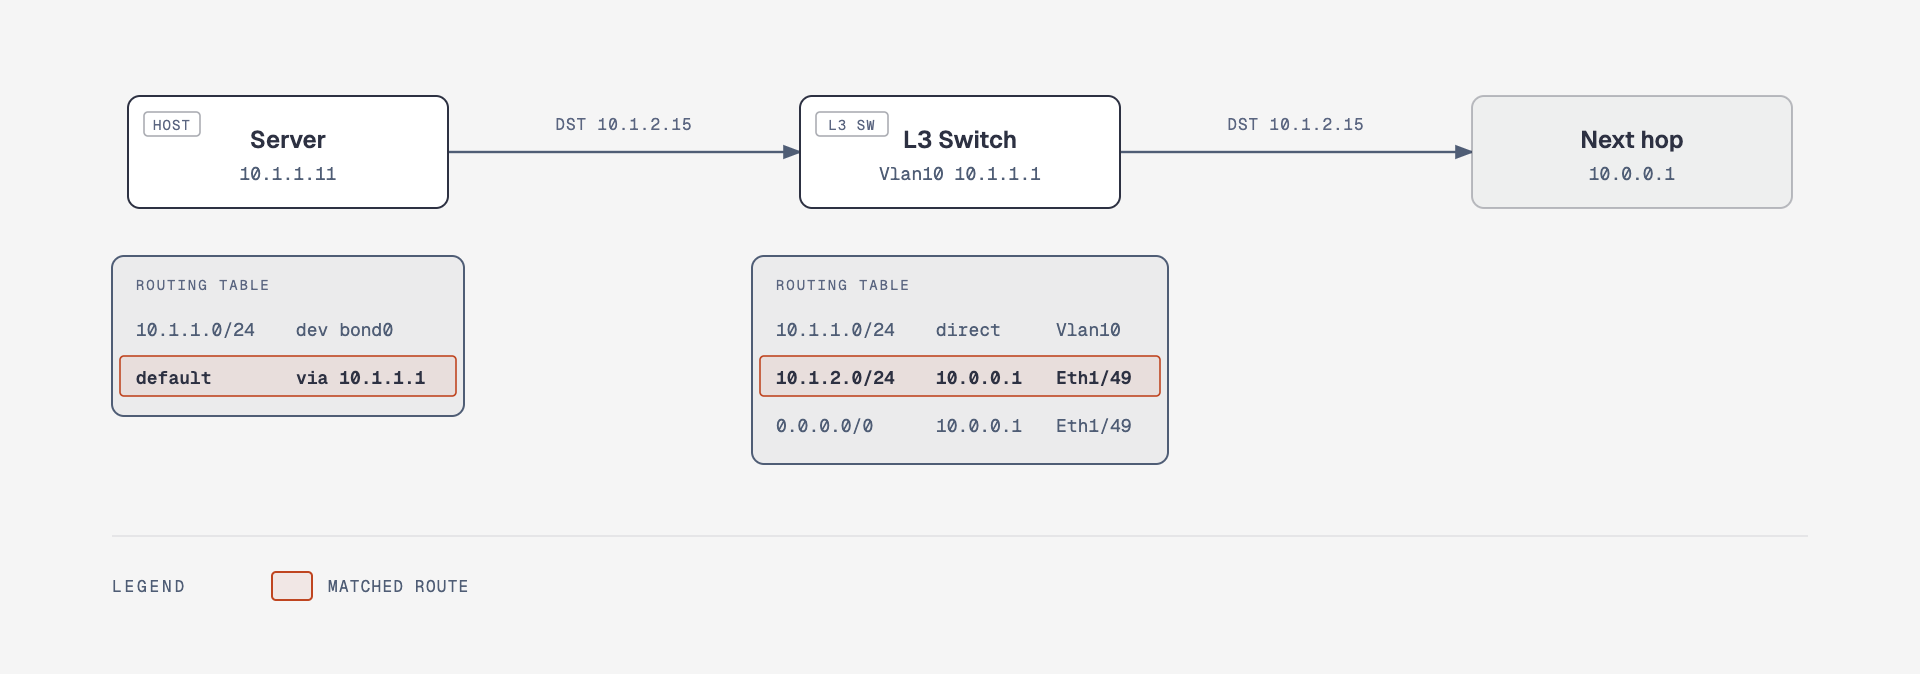 HOST
Server
10.1.1.11
DST 10.1.2.15
L3 SW
L3 Switch
Vlan10 10.1.1.1
DST 10.1.2.15
Next hop
10.0.0.1
ROUTING TABLE
10.1.1.0/24 dev bond0
default via 10.1.1.1
ROUTING TABLE
10.1.1.0/24 direct Vlan10
10.1.2.0/24 10.0.0.1 Eth1/49
0.0.0.0/0 10.0.0.1 Eth1/49
LEGEND
MATCHED ROUTE